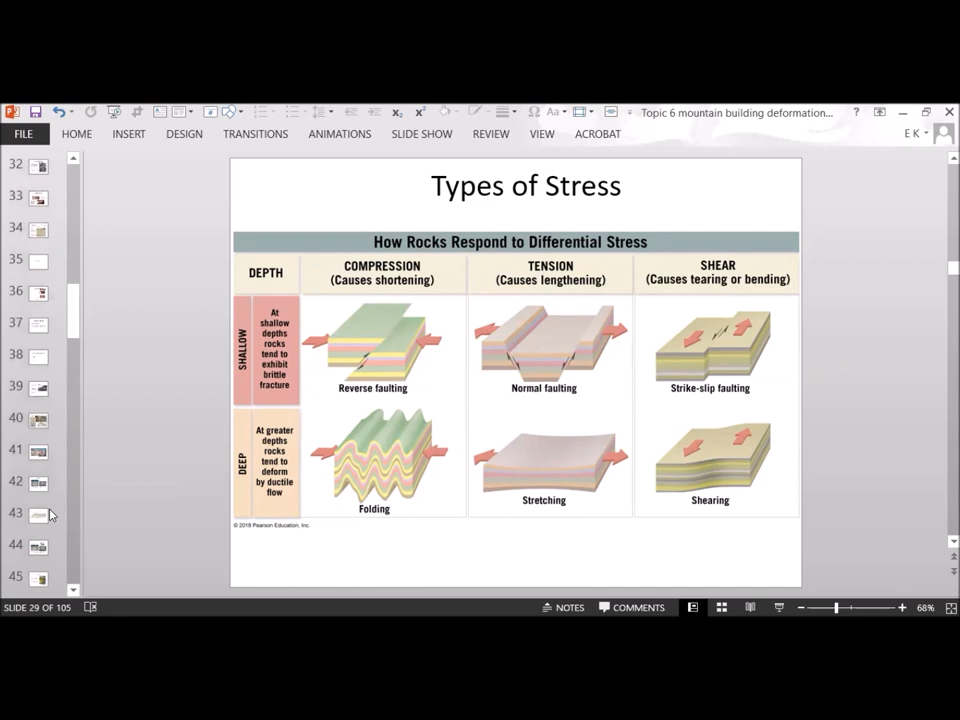 Topic 6 mountain building deformation...
FILE HOME INSERT DESIGN TRANSITIONS ANIMATIONS SLIDE SHOW REVIEW VIEW ACROBAT
E K
32
33
34
35
36
37
38
39
40
41
42
43
44
45
Types of Stress
How Rocks Respond to Differential Stress
DEPTH
COMPRESSION
(Causes shortening)
TENSION
(Causes lengthening)
SHEAR
(Causes tearing or bending)
SHALLOW
At
shallow
depths
rocks
tend to
exhibit
brittle
fracture
Reverse faulting
Normal faulting
Strike-slip faulting
DEEP
At greater
depths
rocks
tend to
deform
by ductile
flow
Folding
Stretching
Shearing
© 2018 Pearson Education, Inc.
SLIDE 29 OF 105
NOTES
COMMENTS
68%